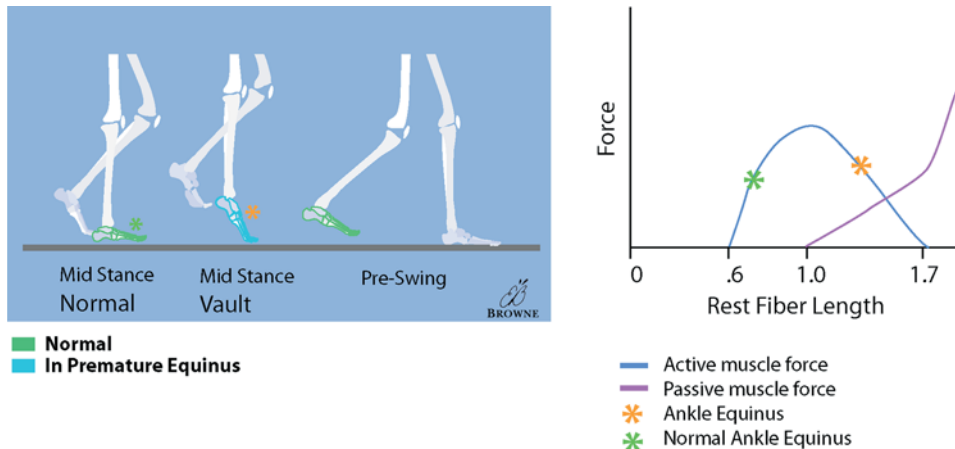 Mid Stance
Normal
Mid Stance
Vault
Pre-Swing
BROWNE
Normal
In Premature Equinus
Force
0
.6
1.0
1.7
Rest Fiber Length
Active muscle force
Passive muscle force
Ankle Equinus
Normal Ankle Equinus